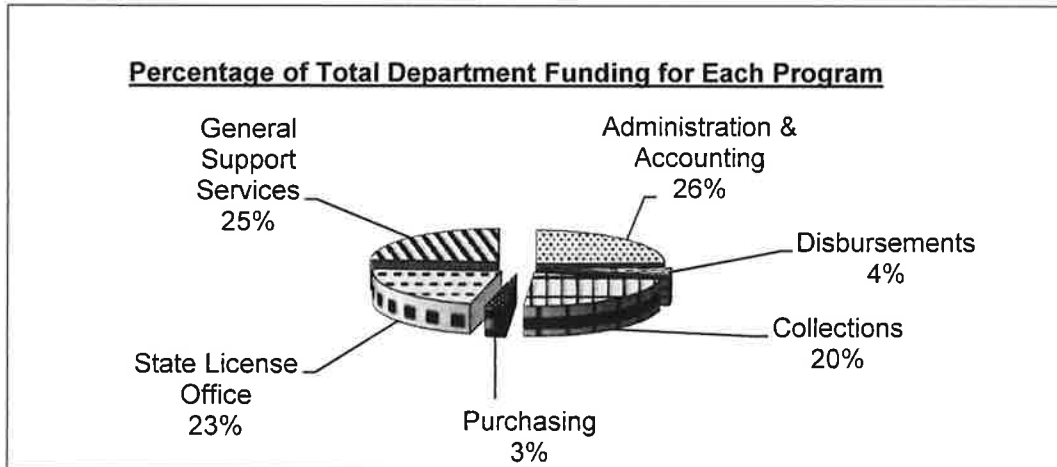 Percentage of Total Department Funding for Each Program
General
Support
Services
25%
Administration &
Accounting
26%
Disbursements
4%
Collections
20%
State License
Office
23%
Purchasing
3%